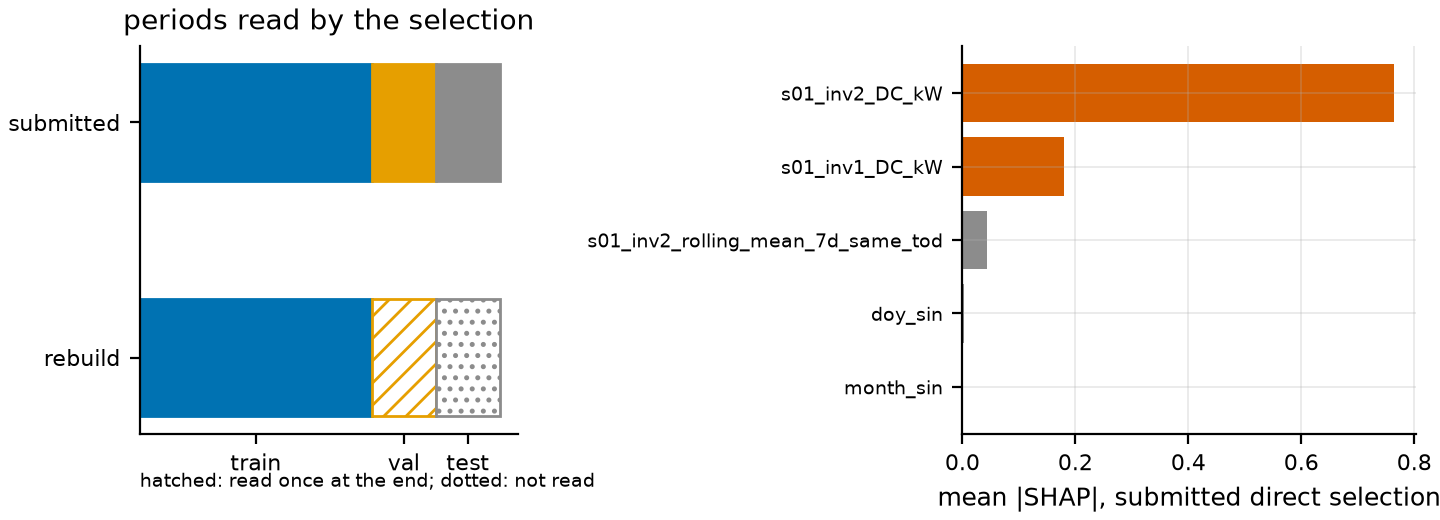 periods read by the selection
submitted
rebuild
train val test
hatched: read once at the end; dotted: not read
s01_inv2_DC_kW
s01_inv1_DC_kW
s01_inv2_rolling_mean_7d_same_tod
doy_sin
month_sin
0.0 0.2 0.4 0.6 0.8
mean |SHAP|, submitted direct selection